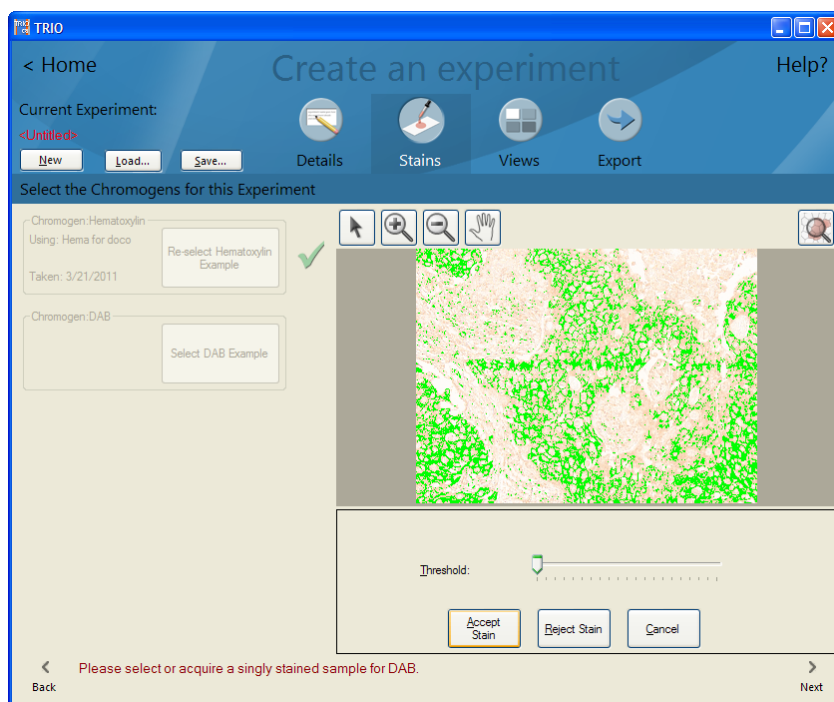 TRIO
< Home
Create an experiment
Help?
Current Experiment:
<Untitled>
New
Load...
Save...
Details
Stains
Views
Export
Select the Chromogens for this Experiment
Chromogen:Hematoxylin
Using: Hema for doco
Taken: 3/21/2011
Re-select Hematoxylin
Example
Chromogen:DAB
Select DAB Example
Threshold:
Accept
Stain
Reject Stain
Cancel
Back
Please select or acquire a singly stained sample for DAB.
Next